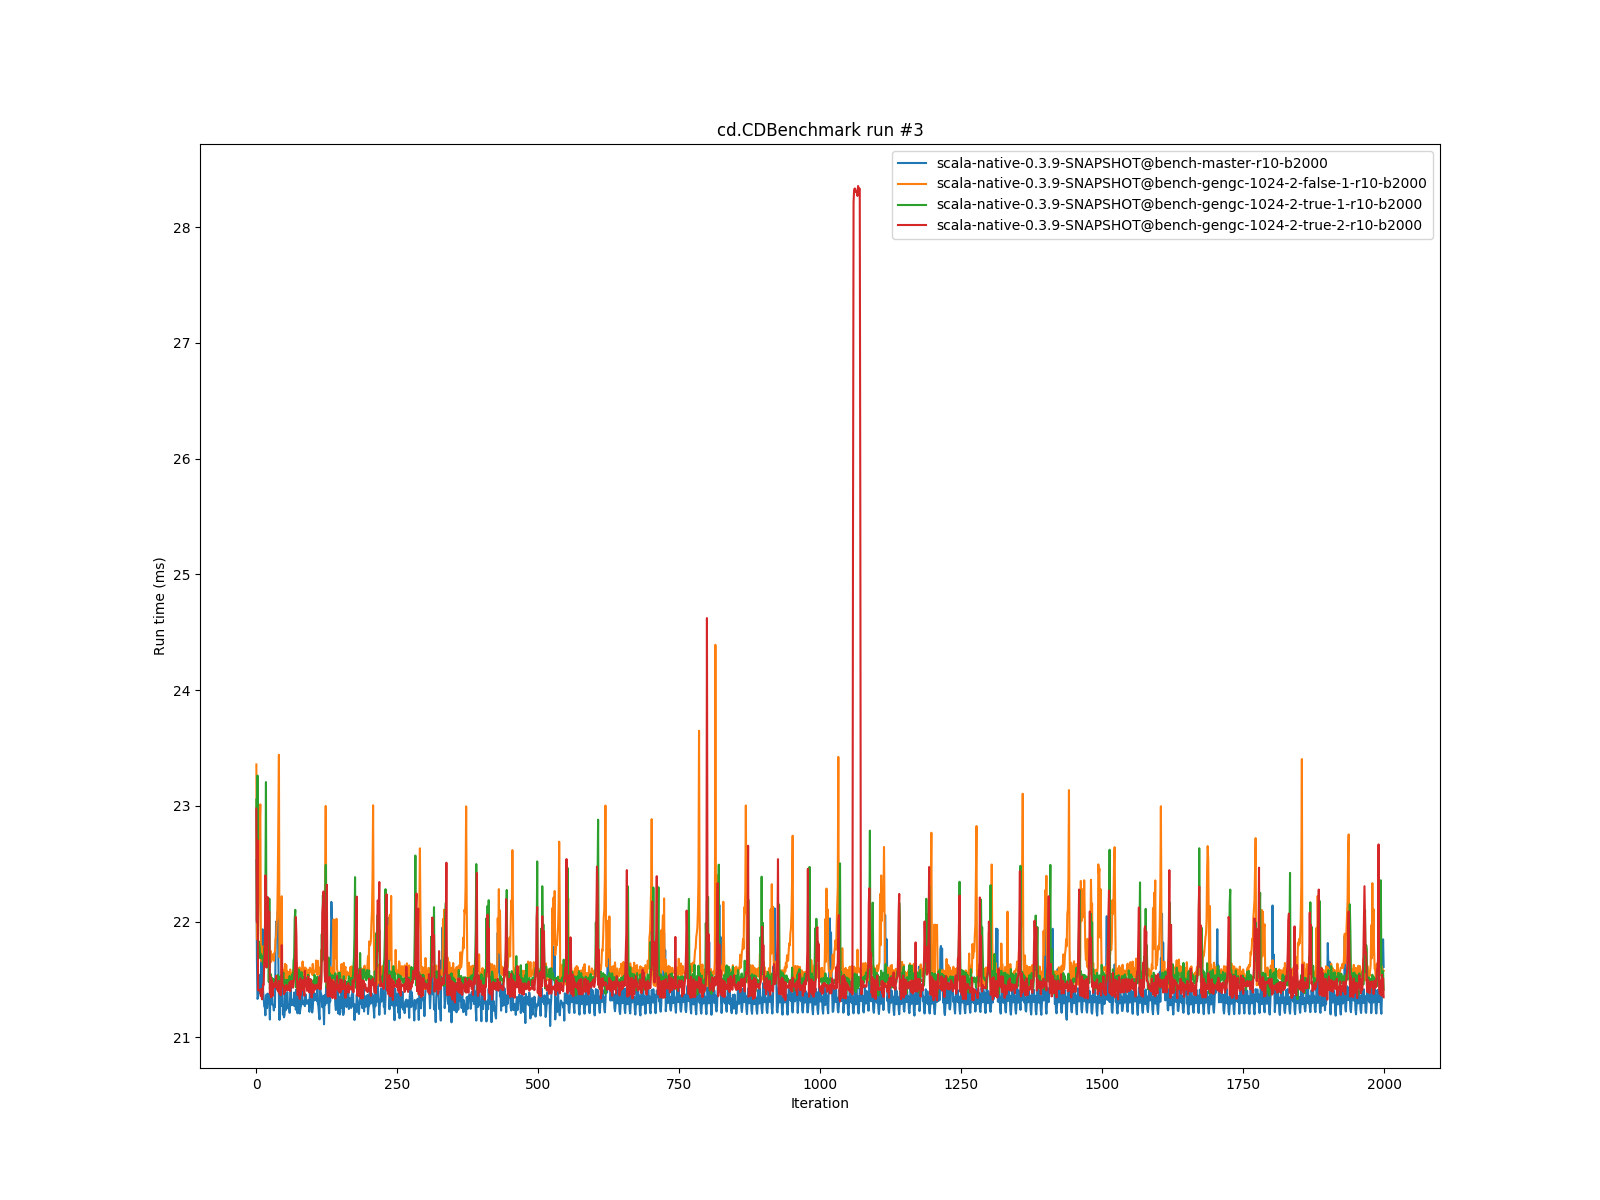 cd.CDBenchmark run #3
scala-native-0.3.9-SNAPSHOT@bench-master-r10-b2000
scala-native-0.3.9-SNAPSHOT@bench-gengc-1024-2-false-1-r10-b2000
scala-native-0.3.9-SNAPSHOT@bench-gengc-1024-2-true-1-r10-b2000
scala-native-0.3.9-SNAPSHOT@bench-gengc-1024-2-true-2-r10-b2000
28
27
26
25
24
23
22
21
Run time (ms)
0 250 500 750 1000 1250 1500 1750 2000
Iteration